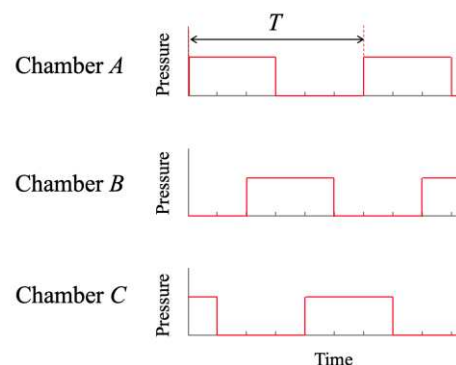 T
Chamber A
Pressure
Chamber B
Pressure
Chamber C
Pressure
Time